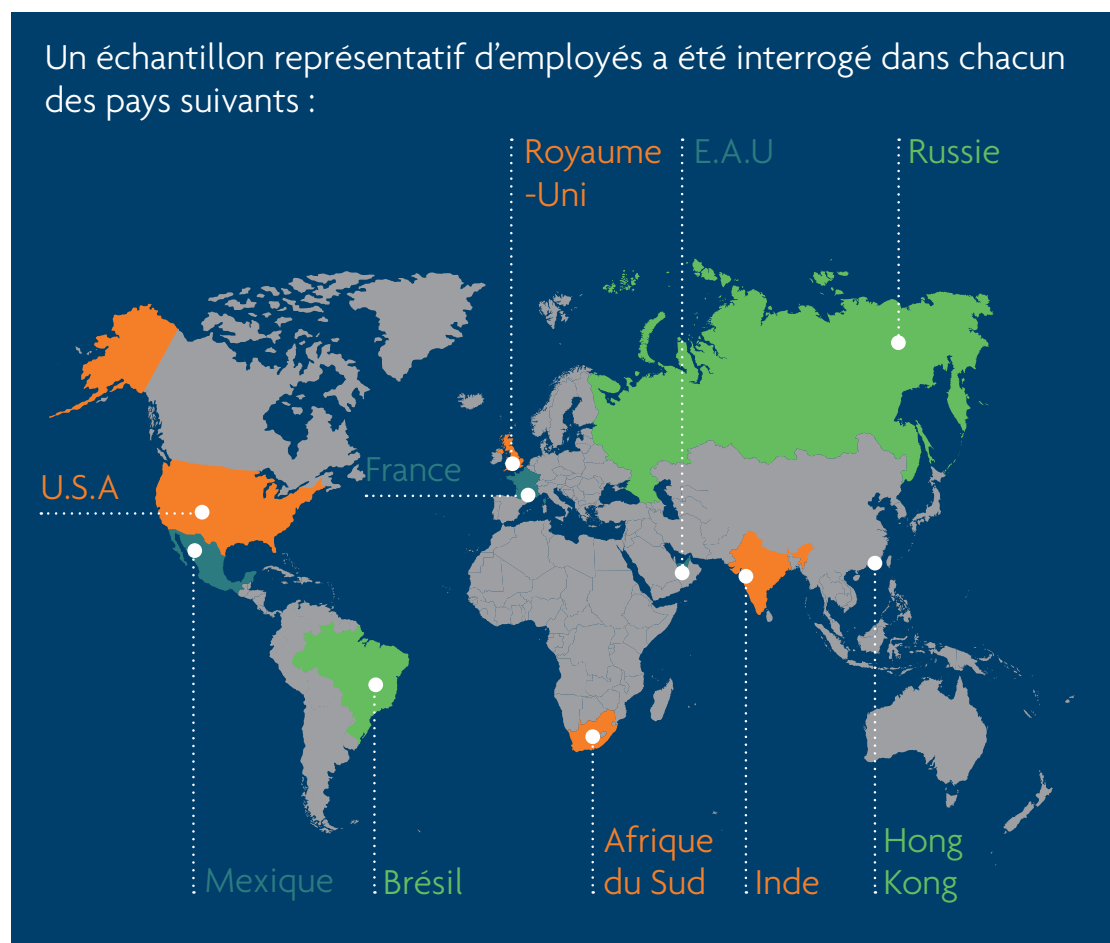 Un échantillon représentatif d’employés a été interrogé dans chacun
des pays suivants :
Royaume
-Uni
E.A.U
Russie
France
U.S.A
Mexique
Brésil
Afrique
du Sud
Inde
Hong
Kong